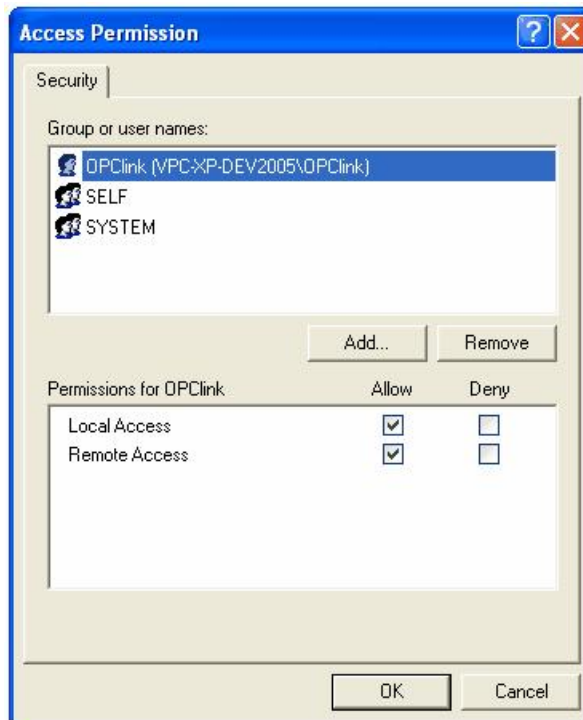 Access Permission
Security
Group or user names:
OPClink (VPC-XP-DEV2005\OPClink)
SELF
SYSTEM
Add... Remove
Permissions for OPClink Allow Deny
Local Access
Remote Access
OK Cancel